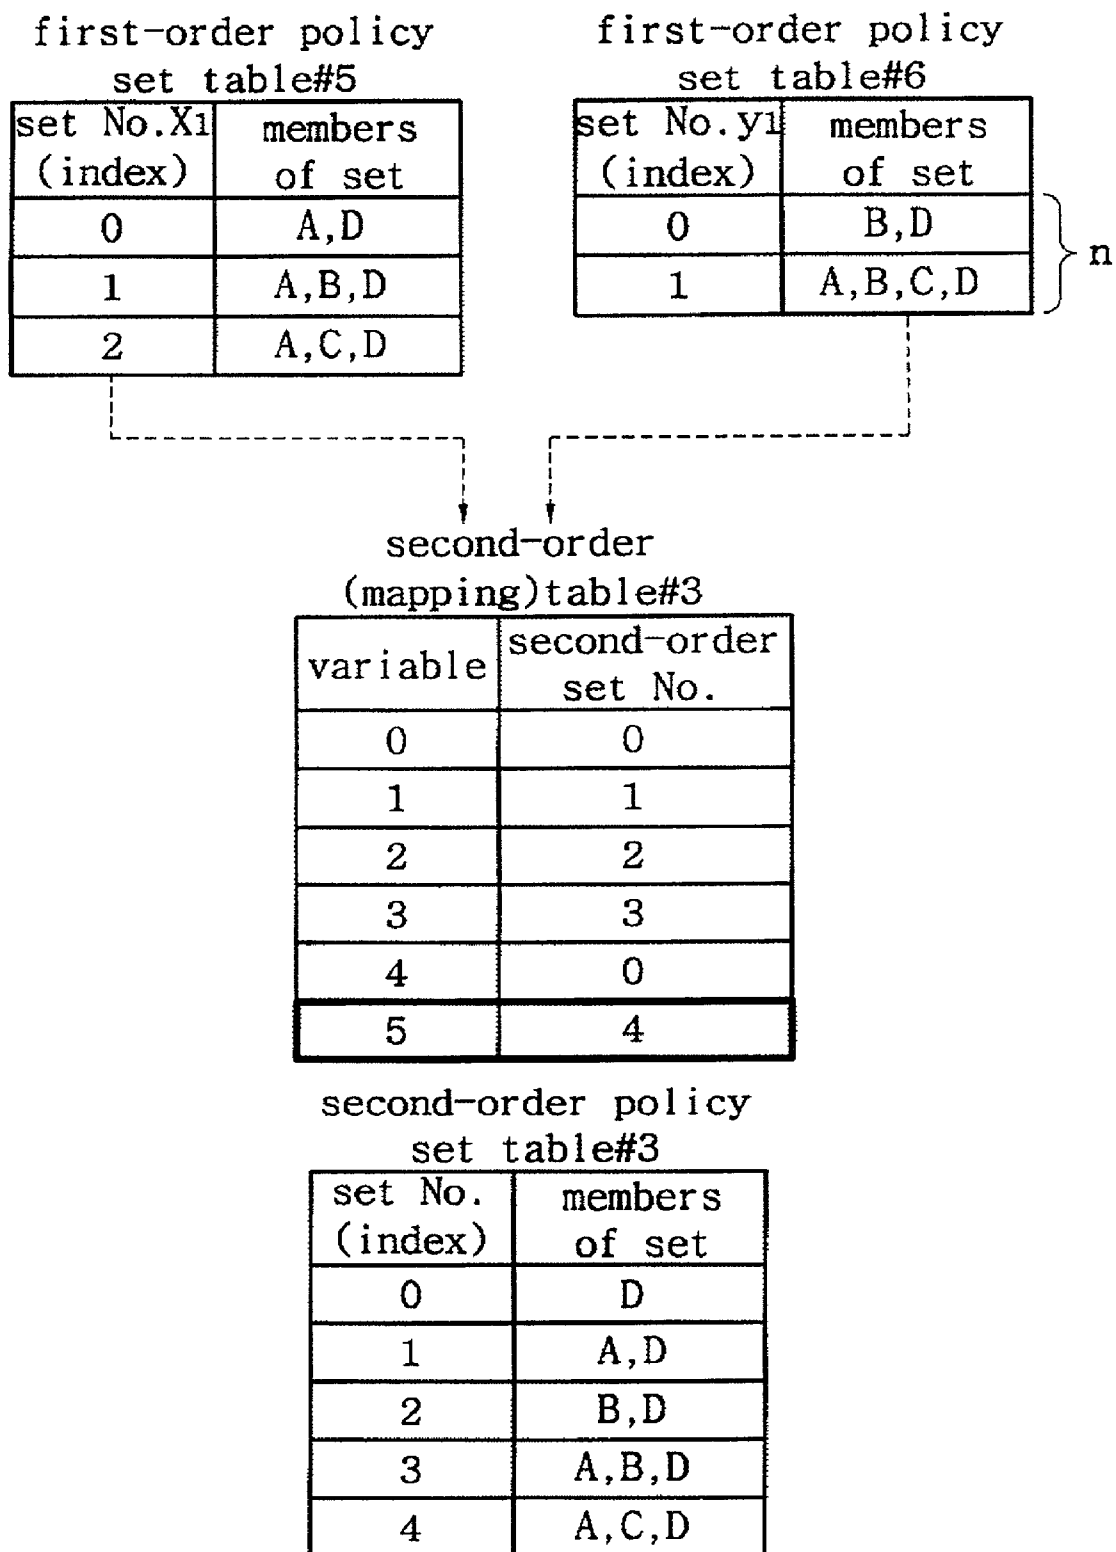 first-order policy
set table#5
set No.X1 members
(index) of set
0 A,D
1 A,B,D
2 A,C,D
first-order policy
set table#6
set No.y1 members
(index) of set
0 B,D
1 A,B,C,D
n
second-order
(mapping)table#3
variable second-order
set No.
0 0
1 1
2 2
3 3
4 0
5 4
second-order policy
set table#3
set No. members
(index) of set
0 D
1 A,D
2 B,D
3 A,B,D
4 A,C,D